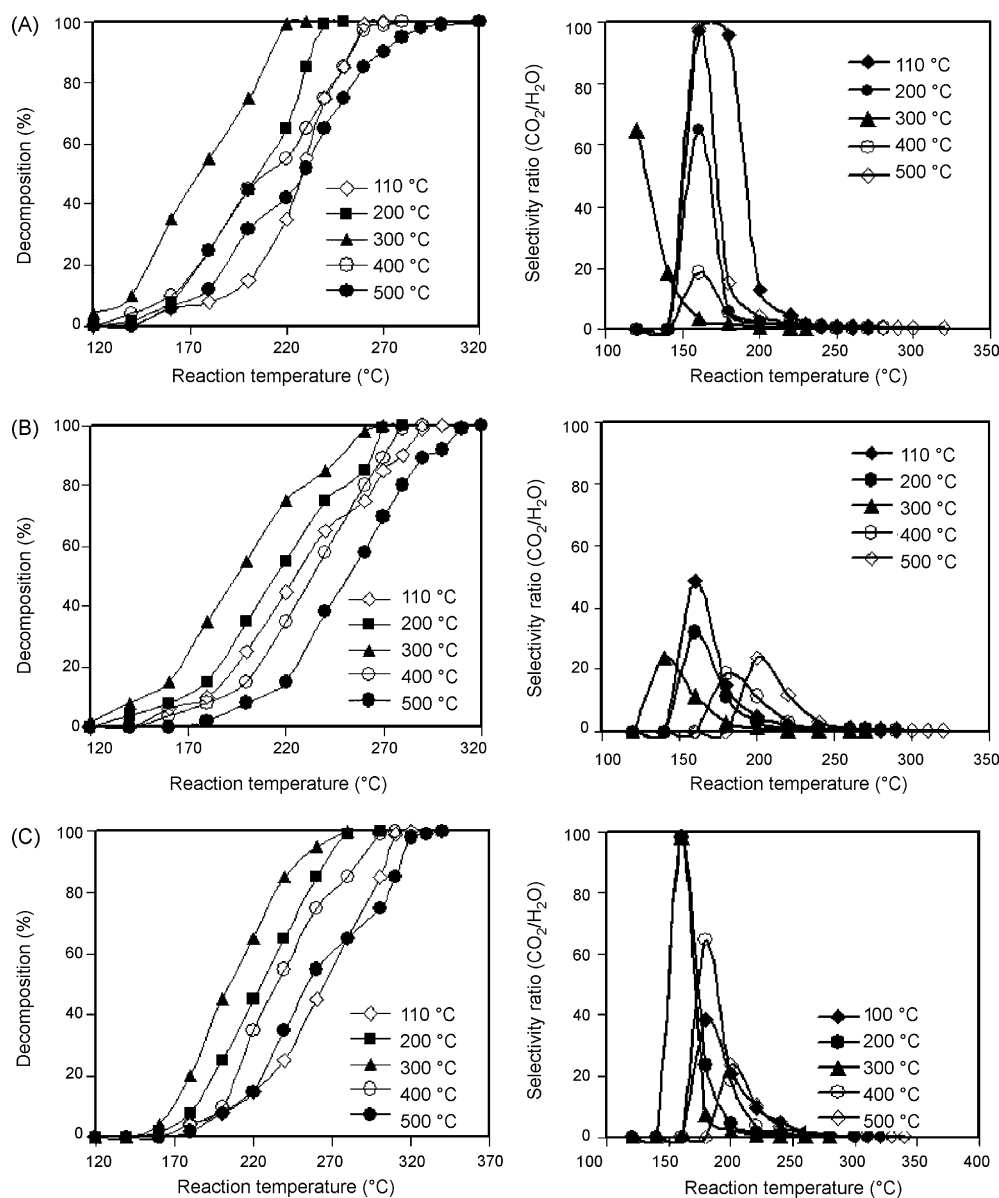 (A)
Decomposition (%)
100
80
60
40
20
0
120 170 220 270 320
Reaction temperature (°C)
110 °C
200 °C
300 °C
400 °C
500 °C
Selectivity ratio (CO₂/H₂O)
100
80
60
40
20
0
100 150 200 250 300 350
Reaction temperature (°C)
110 °C
200 °C
300 °C
400 °C
500 °C
(B)
Decomposition (%)
100
80
60
40
20
0
120 170 220 270 320
Reaction temperature (°C)
110 °C
200 °C
300 °C
400 °C
500 °C
Selectivity ratio (CO₂/H₂O)
100
80
60
40
20
0
100 150 200 250 300 350
Reaction temperature (°C)
110 °C
200 °C
300 °C
400 °C
500 °C
(C)
Decomposition (%)
100
80
60
40
20
0
120 170 220 270 320 370
Reaction temperature (°C)
110 °C
200 °C
300 °C
400 °C
500 °C
Selectivity ratio (CO₂/H₂O)
100
80
60
40
20
0
100 150 200 250 300 350 400
Reaction temperature (°C)
100 °C
200 °C
300 °C
400 °C
500 °C